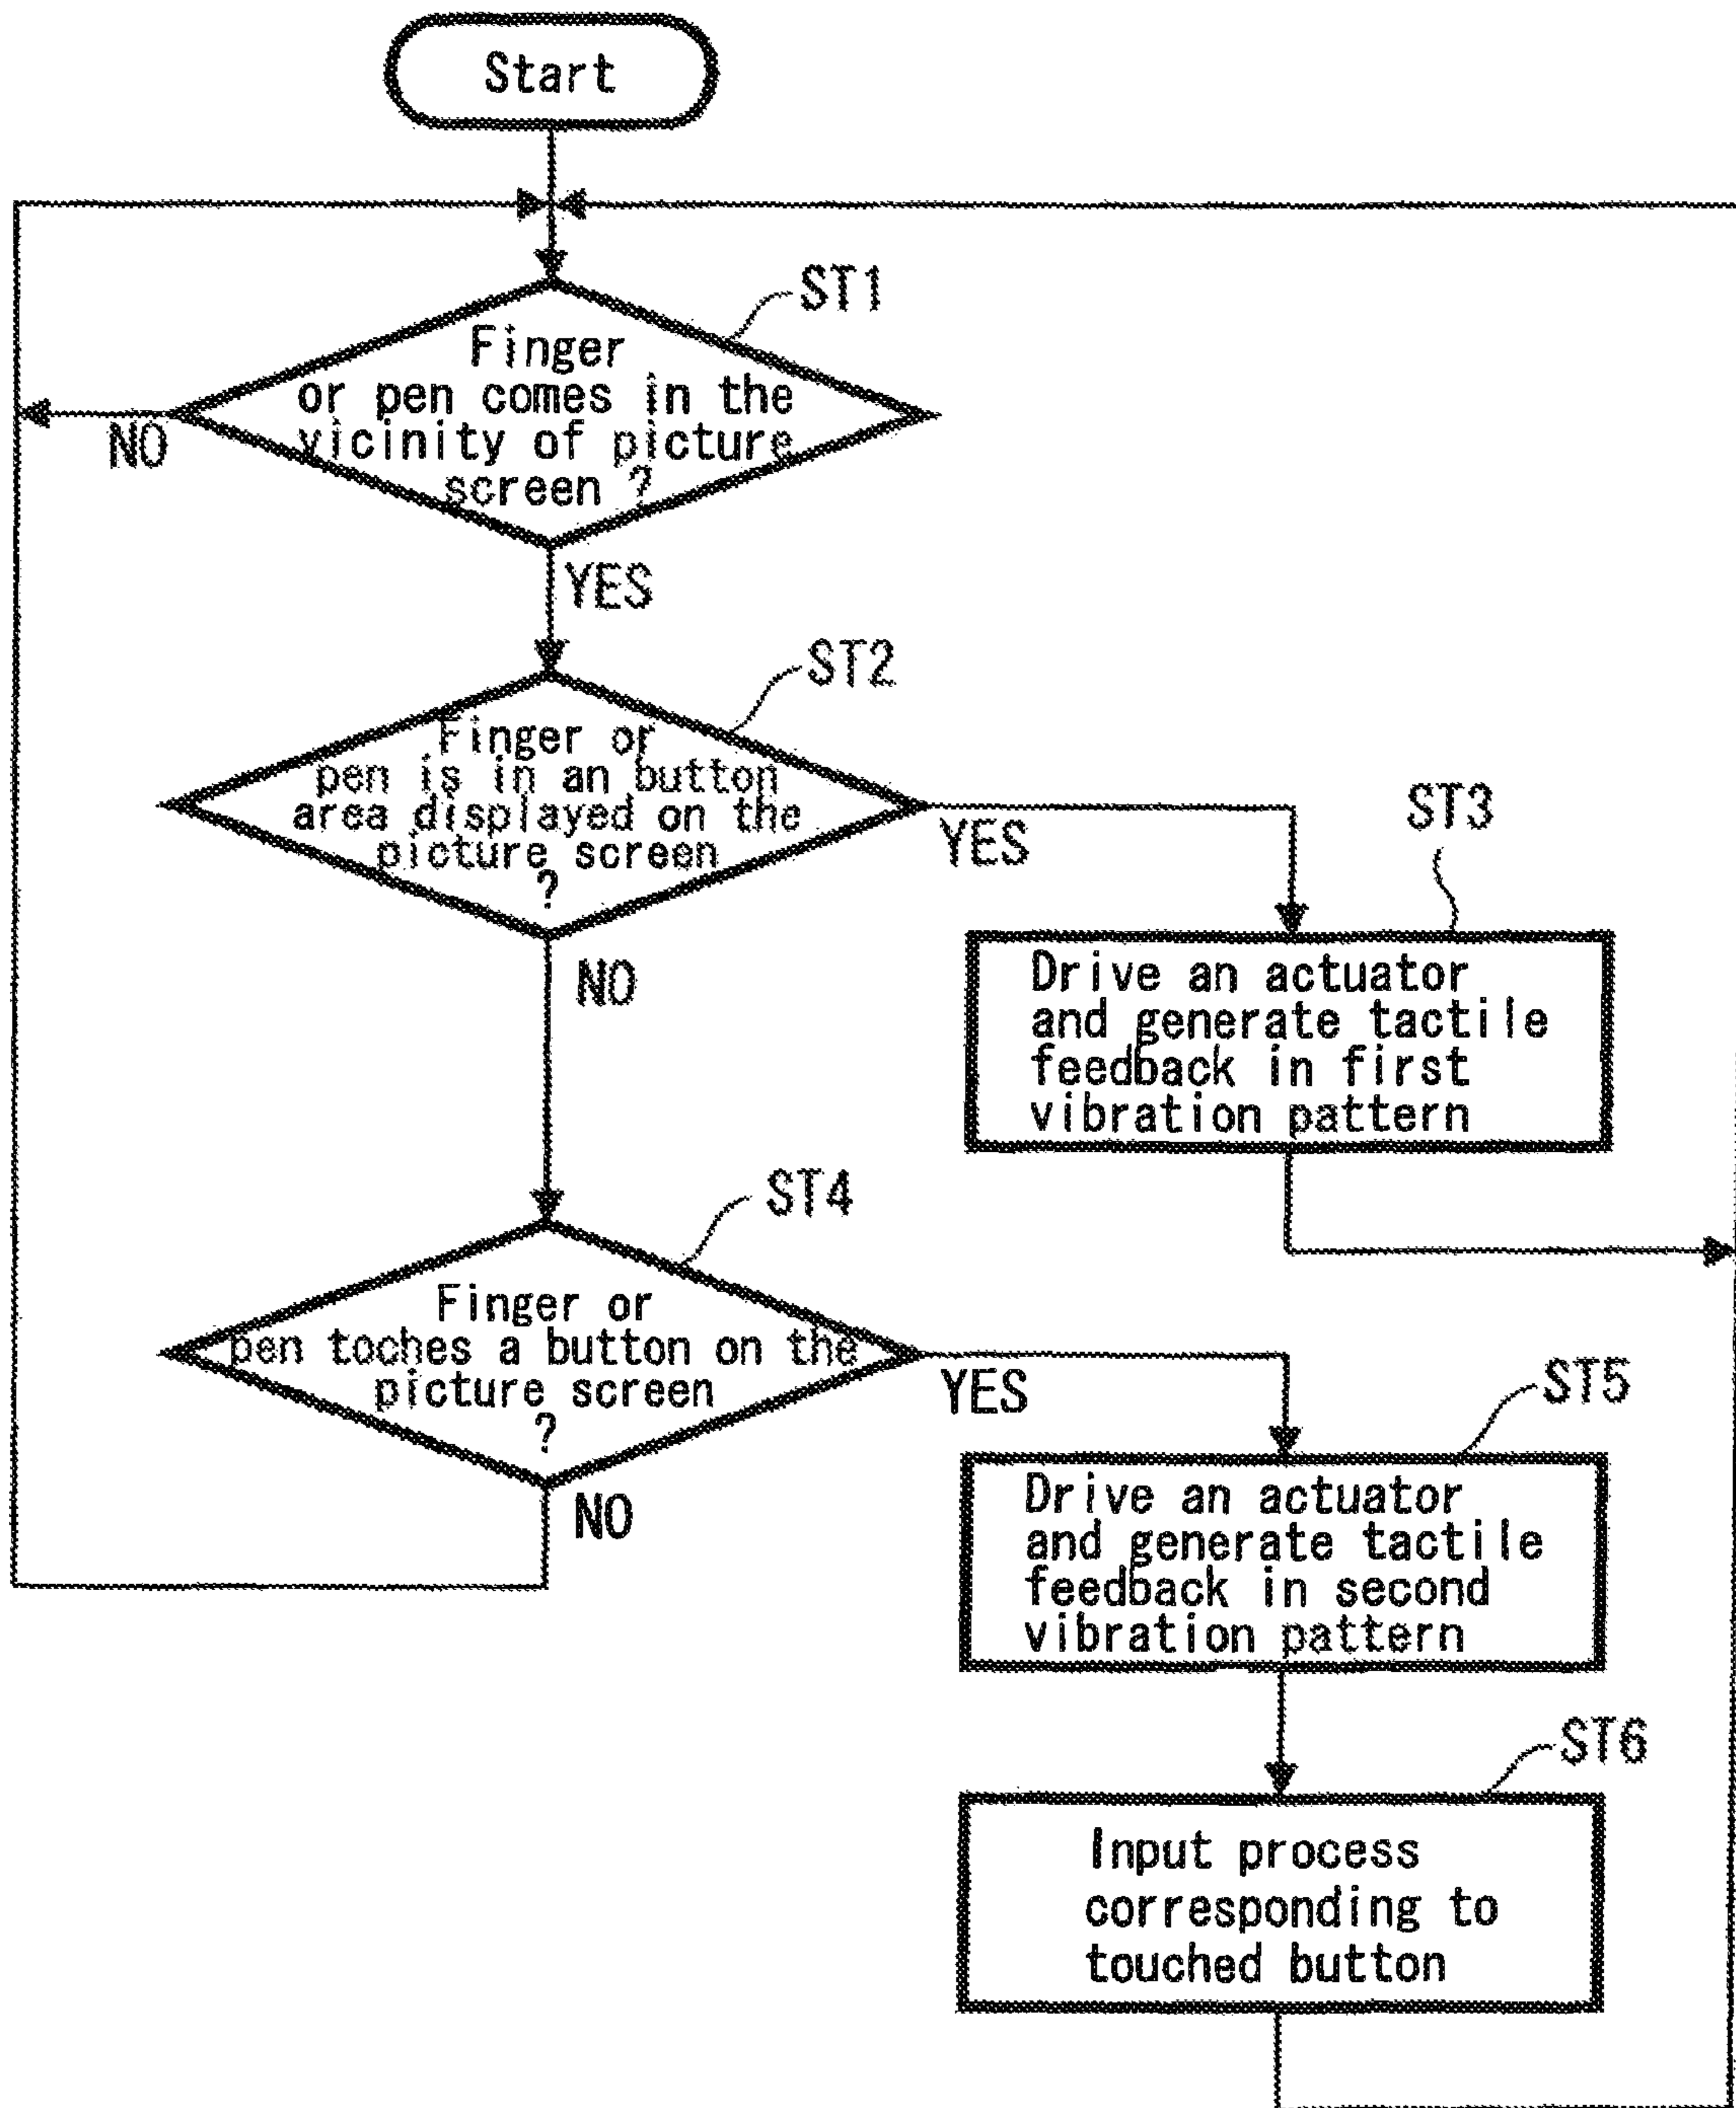 Start
ST1
Finger
or pen comes in the
vicinity of picture
screen ?
NO
YES
ST2
Finger or
pen is in an button
area displayed on the
picture screen
?
YES
NO
ST3
Drive an actuator
and generate tactile
feedback in first
vibration pattern
ST4
Finger or
pen toches a button on the
picture screen
?
YES
NO
ST5
Drive an actuator
and generate tactile
feedback in second
vibration pattern
ST6
Input process
corresponding to
touched button